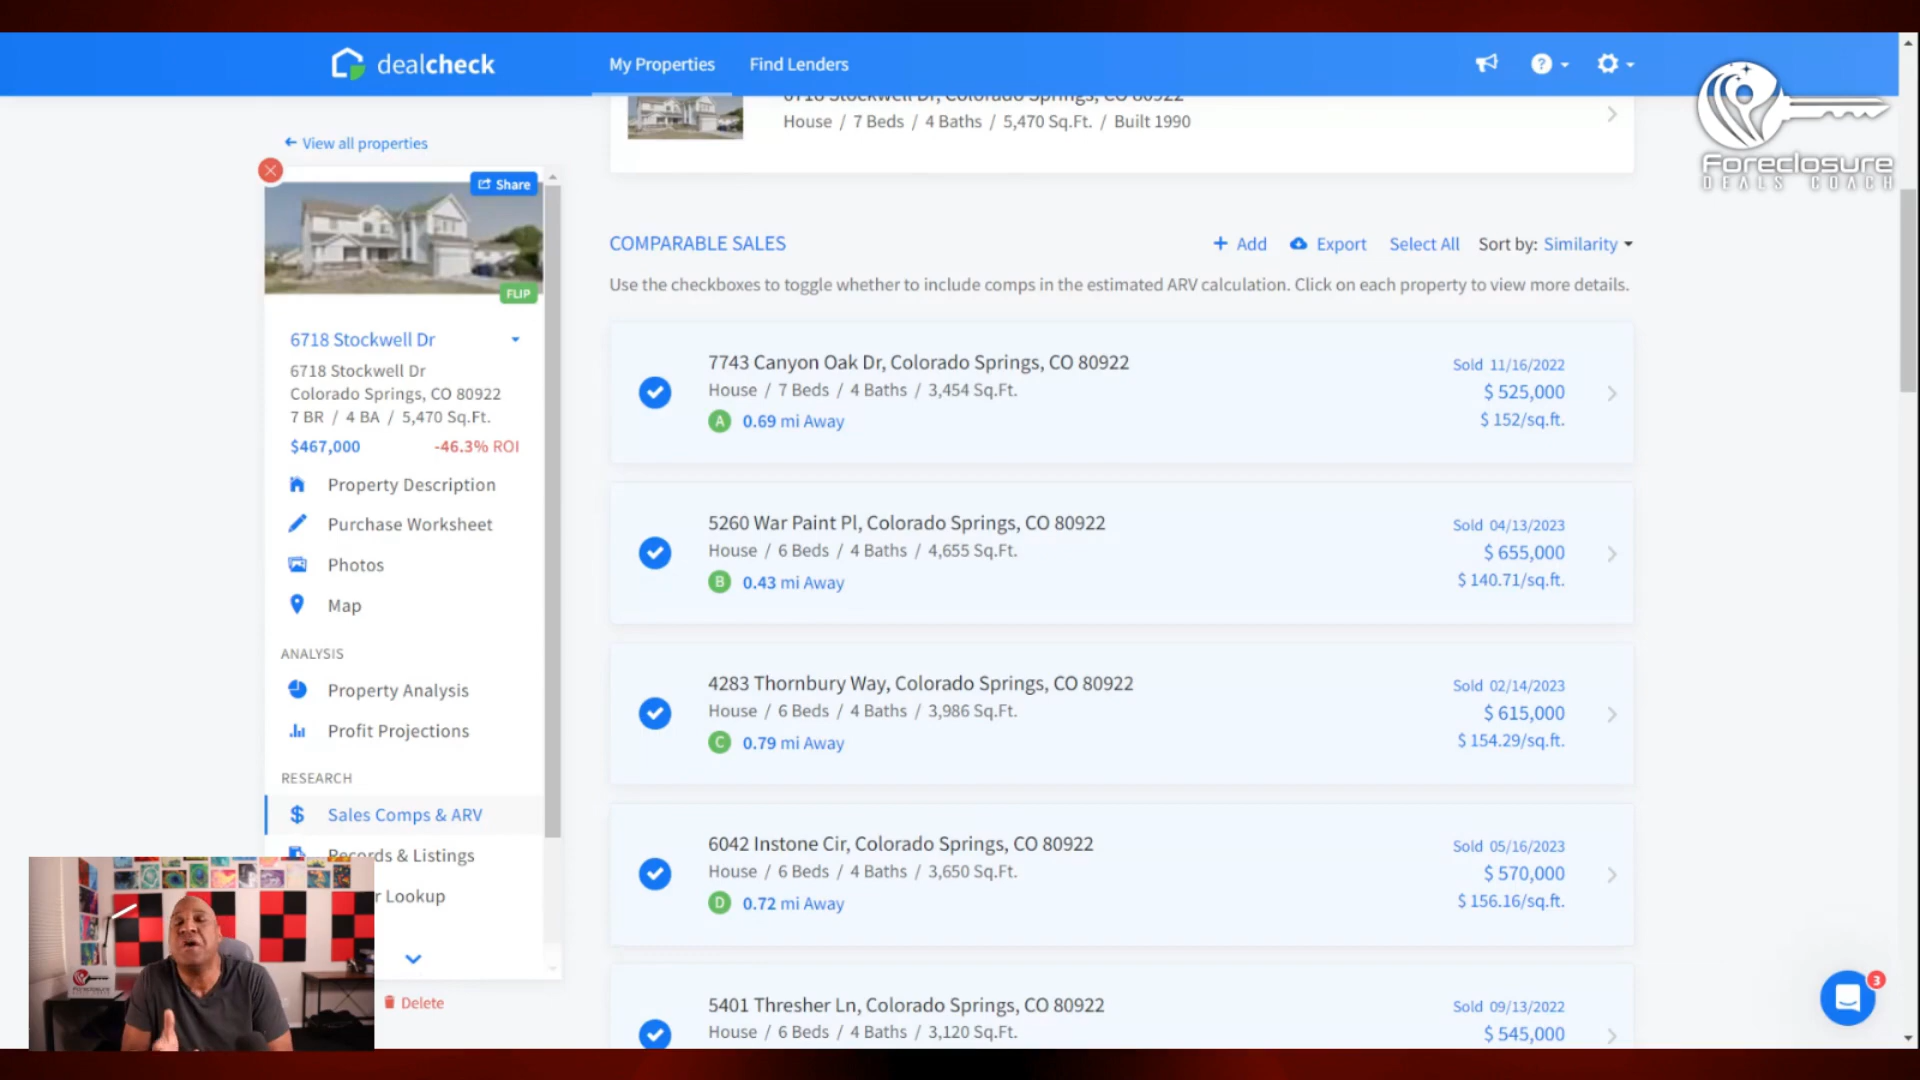 dealcheck
My Properties
Find Lenders
Foreclosure
DEALS COACH
View all properties
Share
FLIP
6718 Stockwell Dr
6718 Stockwell Dr
Colorado Springs, CO 80922
7 BR / 4 BA / 5,470 Sq.Ft.
$467,000
-46.3% ROI
Property Description
Purchase Worksheet
Photos
Map
ANALYSIS
Property Analysis
Profit Projections
RESEARCH
Sales Comps & ARV
Records & Listings
r Lookup
Delete
6718 Stockwell Dr, Colorado Springs, CO 80922
House / 7 Beds / 4 Baths / 5,470 Sq.Ft. / Built 1990
COMPARABLE SALES
+ Add
Export
Select All
Sort by: Similarity
Use the checkboxes to toggle whether to include comps in the estimated ARV calculation. Click on each property to view more details.
7743 Canyon Oak Dr, Colorado Springs, CO 80922
House / 7 Beds / 4 Baths / 3,454 Sq.Ft.
A 0.69 mi Away
Sold 11/16/2022
$ 525,000
$ 152/sq.ft.
5260 War Paint Pl, Colorado Springs, CO 80922
House / 6 Beds / 4 Baths / 4,655 Sq.Ft.
B 0.43 mi Away
Sold 04/13/2023
$ 655,000
$ 140.71/sq.ft.
4283 Thornbury Way, Colorado Springs, CO 80922
House / 6 Beds / 4 Baths / 3,986 Sq.Ft.
C 0.79 mi Away
Sold 02/14/2023
$ 615,000
$ 154.29/sq.ft.
6042 Instone Cir, Colorado Springs, CO 80922
House / 6 Beds / 4 Baths / 3,650 Sq.Ft.
D 0.72 mi Away
Sold 05/16/2023
$ 570,000
$ 156.16/sq.ft.
5401 Thresher Ln, Colorado Springs, CO 80922
House / 6 Beds / 4 Baths / 3,120 Sq.Ft.
Sold 09/13/2022
$ 545,000
3